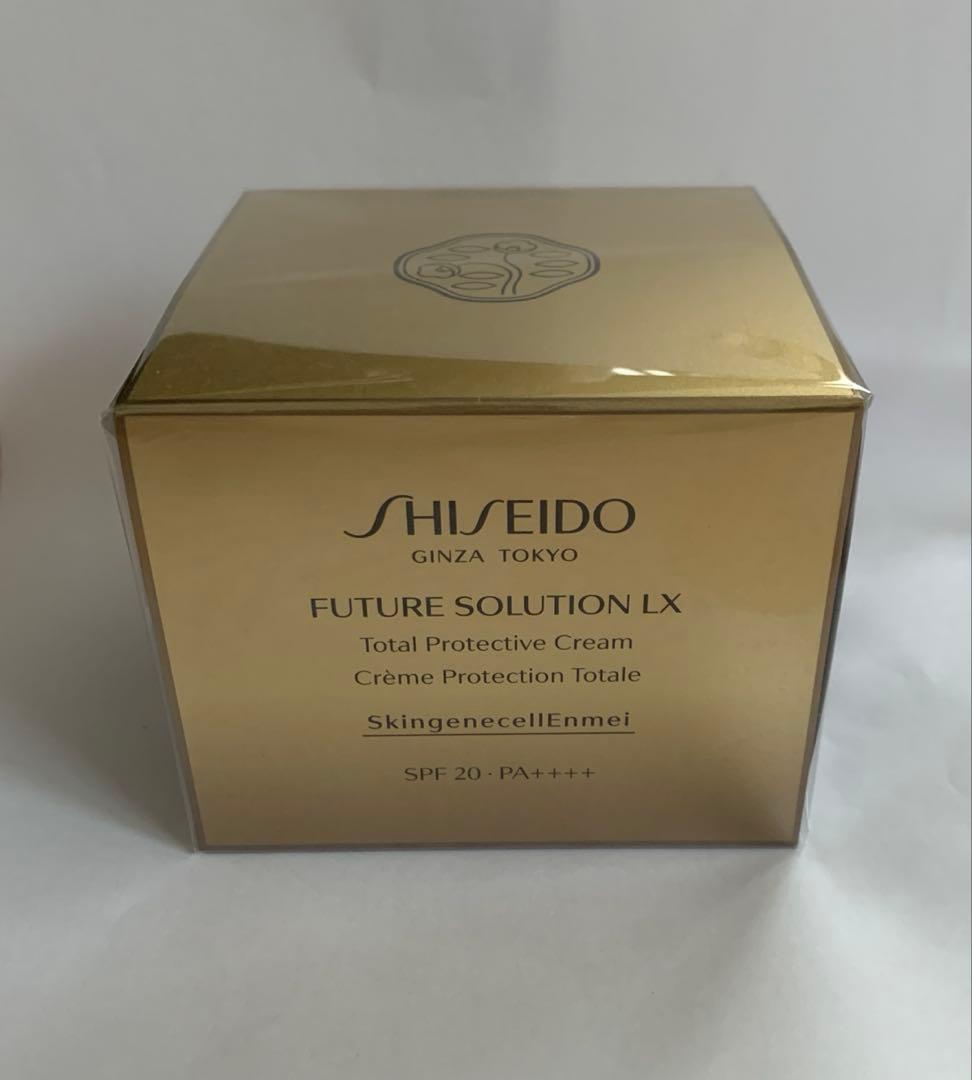 SHISEIDO
GINZA TOKYO
FUTURE SOLUTION LX
Total Protective Cream
Crème Protection Totale
SkingenecellEnmei
SPF 20 · PA++++